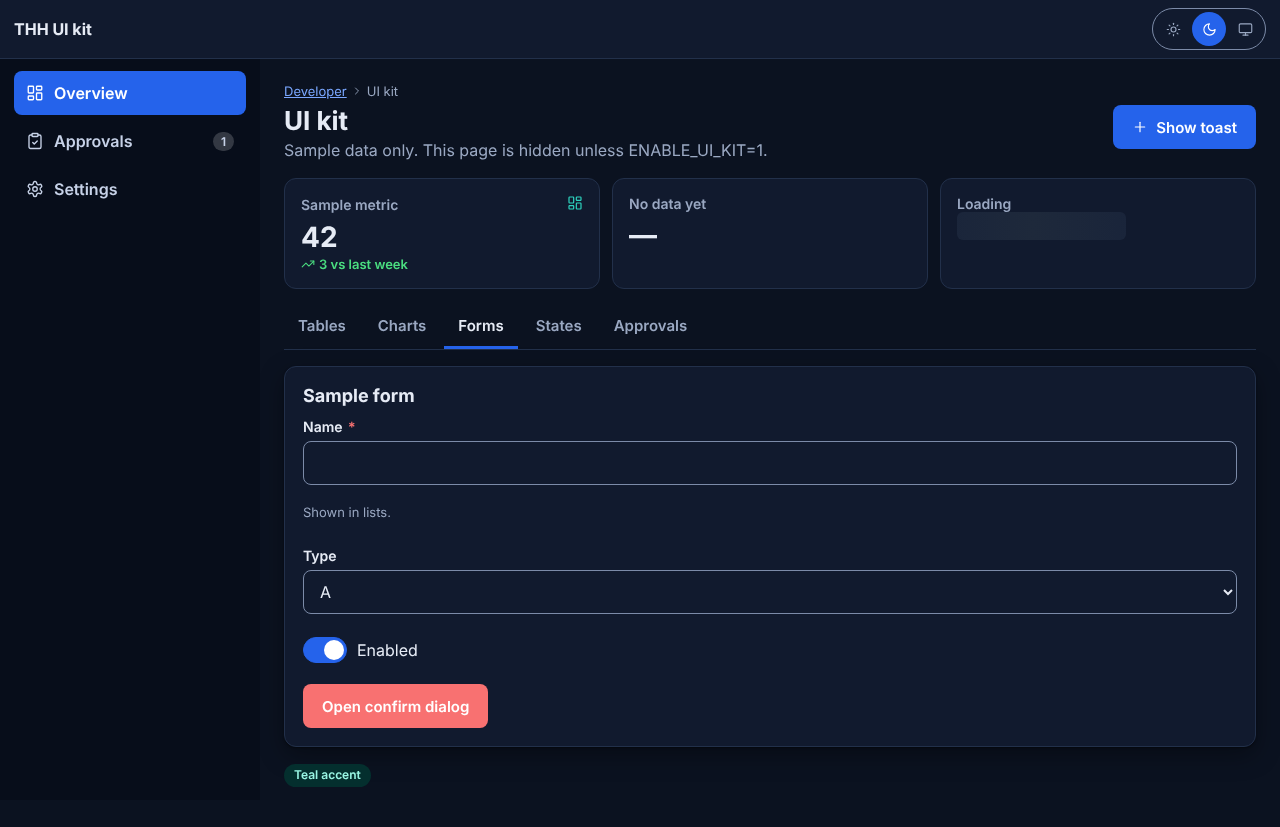 THH UI kit
Overview
Approvals 1
Settings
Developer > UI kit
UI kit
Sample data only. This page is hidden unless ENABLE_UI_KIT=1.
+ Show toast
Sample metric
42
3 vs last week
No data yet
—
Loading
Tables Charts Forms States Approvals
Sample form
Name *
Shown in lists.
Type
A
Enabled
Open confirm dialog
Teal accent